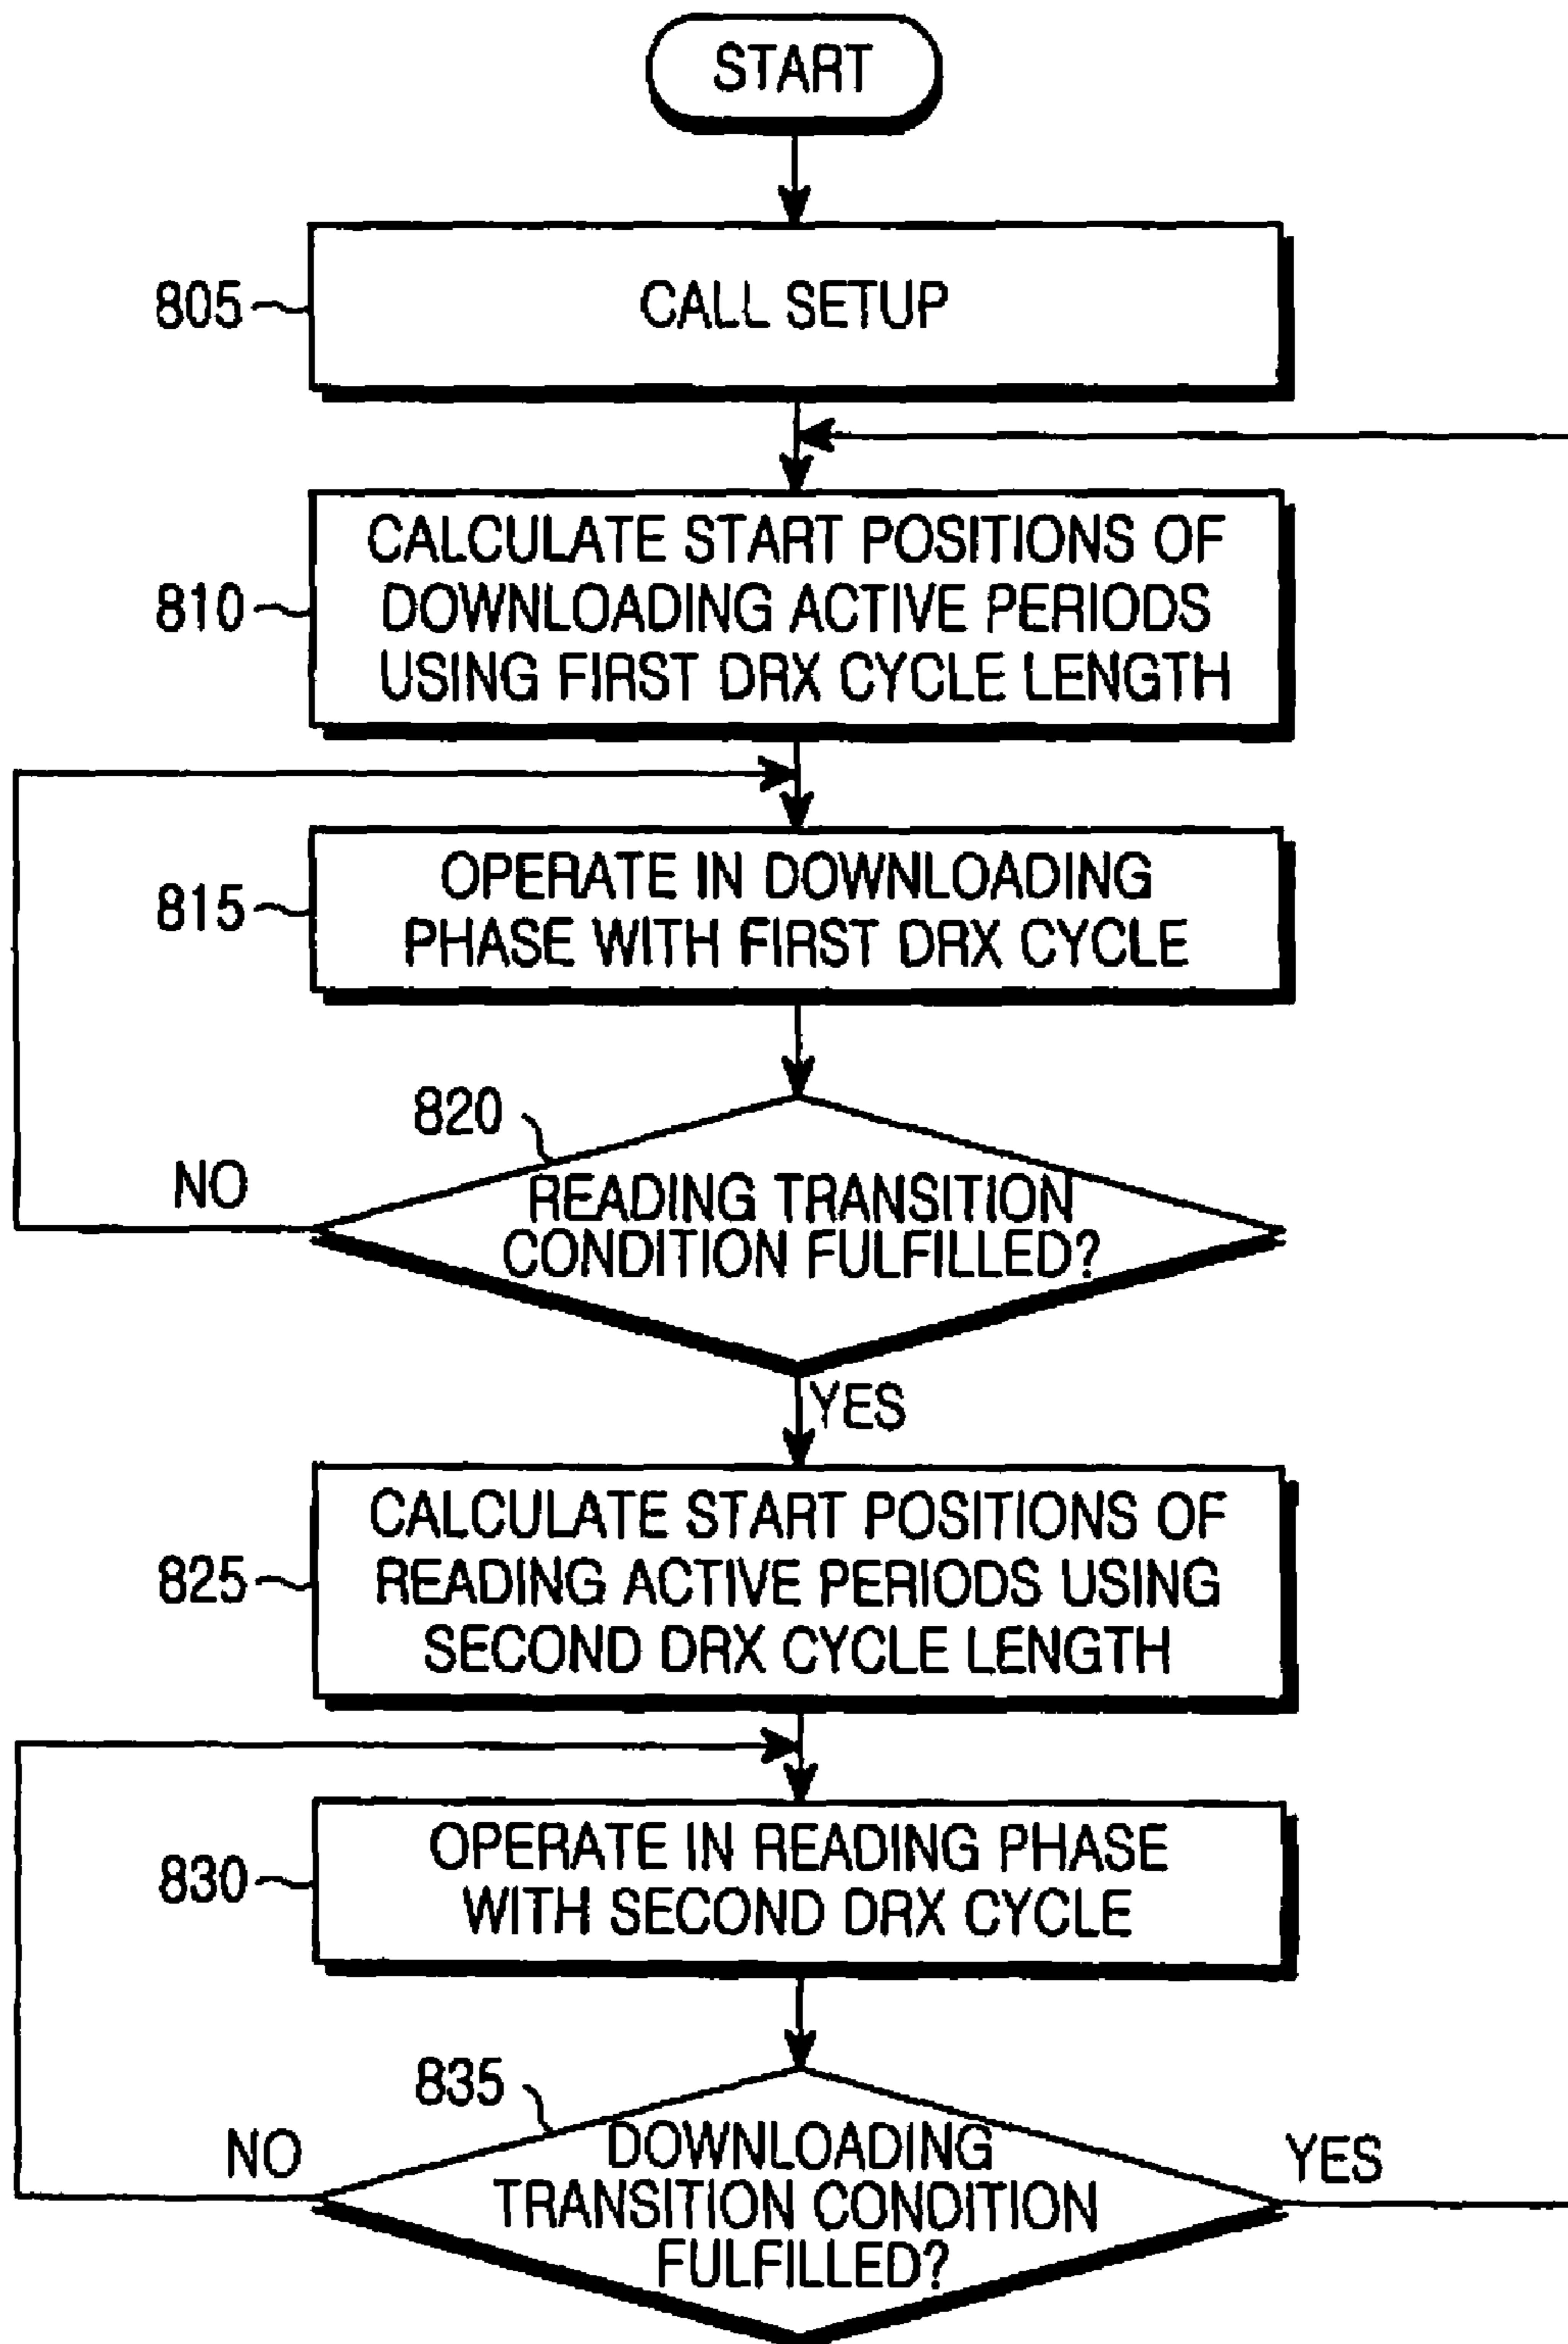 START
805
CALL SETUP
810
CALCULATE START POSITIONS OF
DOWNLOADING ACTIVE PERIODS
USING FIRST DRX CYCLE LENGTH
815
OPERATE IN DOWNLOADING
PHASE WITH FIRST DRX CYCLE
820
NO
READING TRANSITION
CONDITION FULFILLED?
YES
825
CALCULATE START POSITIONS OF
READING ACTIVE PERIODS USING
SECOND DRX CYCLE LENGTH
830
OPERATE IN READING PHASE
WITH SECOND DRX CYCLE
835
NO
DOWNLOADING
TRANSITION CONDITION
FULFILLED?
YES